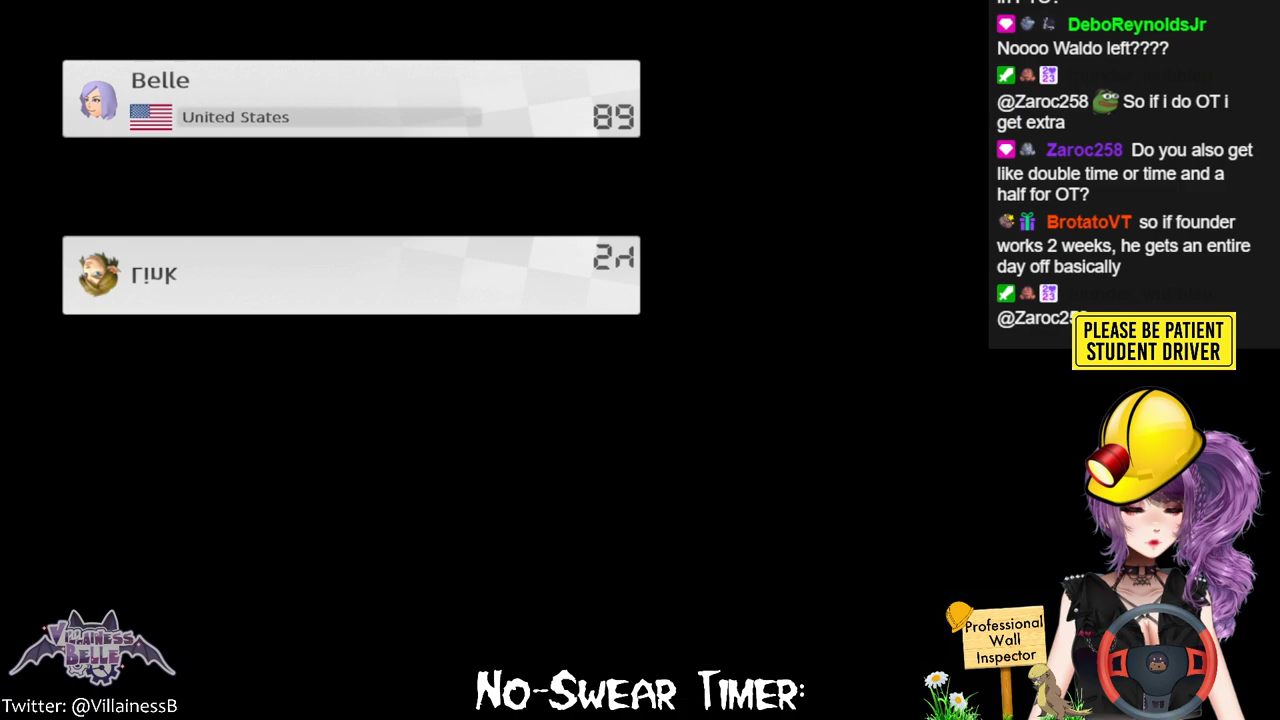 DeboReynoldsJr
Noooo Waldo left????
@Zaroc258 So if i do OT i
get extra
Zaroc258 Do you also get
like double time or time and a
half for OT?
BrotatoVT so if founder
works 2 weeks, he gets an entire
day off basically
@Zaroc25
PLEASE BE PATIENT
STUDENT DRIVER
Belle
United States
89
Link
Professional
Wall
Inspector
VILLAINESS
BELLE
Twitter: @VillainessB
NO-SWEAR TIMER: